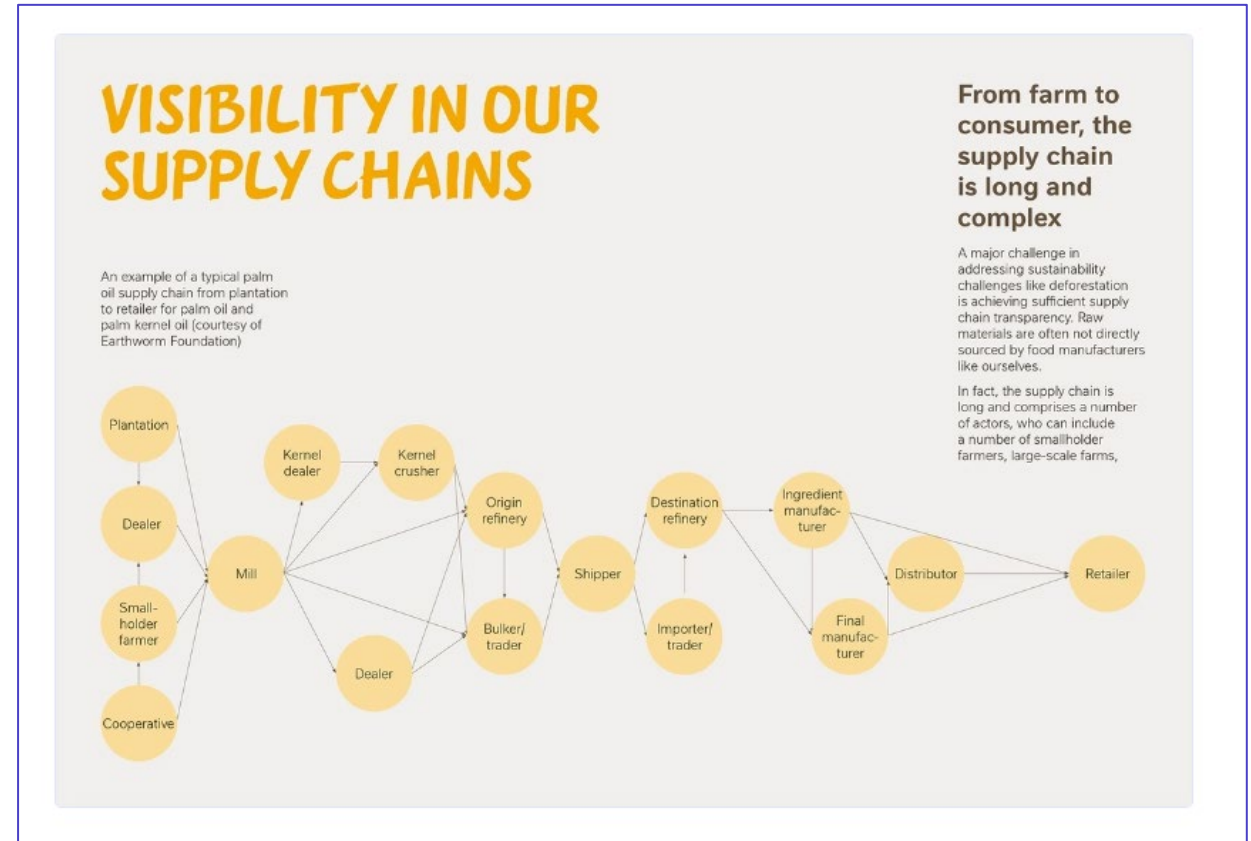 VISIBILITY IN OUR
SUPPLY CHAINS
An example of a typical palm
oil supply chain from plantation
to retailer for palm oil and
palm kernel oil (courtesy of
Earthworm Foundation)
From farm to
consumer, the
supply chain
is long and
complex
A major challenge in
addressing sustainability
challenges like deforestation
is achieving sufficient supply
chain transparency. Raw
materials are often not directly
sourced by food manufacturers
like ourselves.
In fact, the supply chain is
long and comprises a number
of actors, who can include
a number of smallholder
farmers, large-scale farms,
Plantation
Dealer
Small-
holder
farmer
Cooperative
Mill
Kernel
dealer
Kernel
crusher
Dealer
Origin
refinery
Bulker/
trader
Shipper
Destination
refinery
Importer/
trader
Ingredient
manufac-
turer
Final
manufac-
turer
Distributor
Retailer